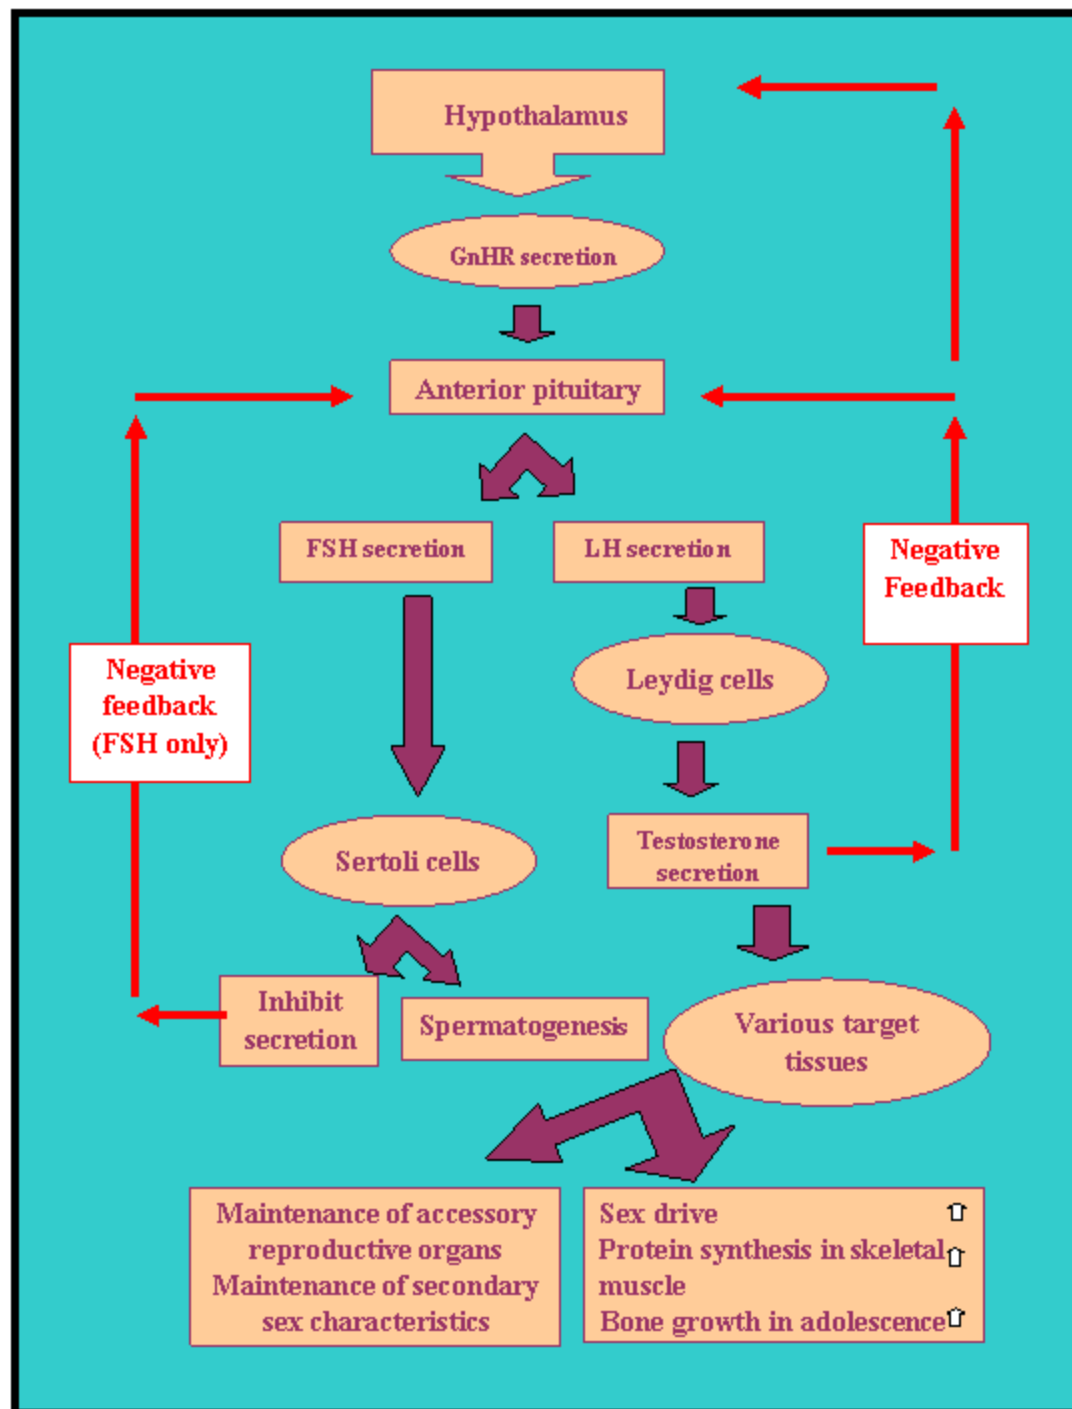 Hypothalamus
GnHR secretion
Anterior pituitary
FSH secretion
LH secretion
Negative
Feedback
Negative
feedback
(FSH only)
Leydig cells
Sertoli cells
Testosterone
secretion
Inhibit
secretion
Spermatogenesis
Various target
tissues
Maintenance of accessory
reproductive organs
Maintenance of secondary
sex characteristics
Sex drive
Protein synthesis in skeletal
muscle
Bone growth in adolescence